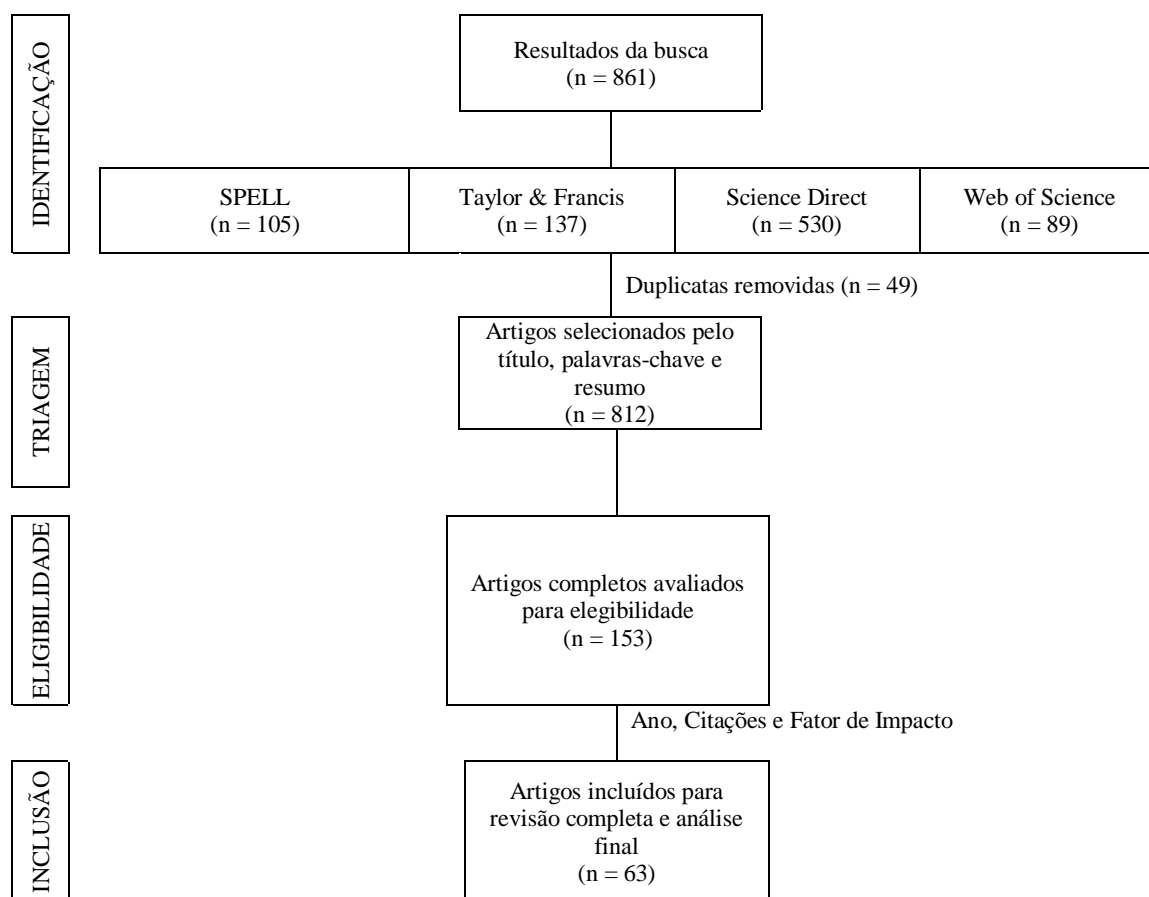 IDENTIFICAÇÃO
Resultados da busca
(n = 861)
SPELL
(n = 105)
Taylor & Francis
(n = 137)
Science Direct
(n = 530)
Web of Science
(n = 89)
Duplicatas removidas (n = 49)
TRIAGEM
Artigos selecionados pelo
título, palavras-chave e
resumo
(n = 812)
ELIGIBILIDADE
Artigos completos avaliados
para elegibilidade
(n = 153)
Ano, Citações e Fator de Impacto
INCLUSÃO
Artigos incluídos para
revisão completa e análise
final
(n = 63)